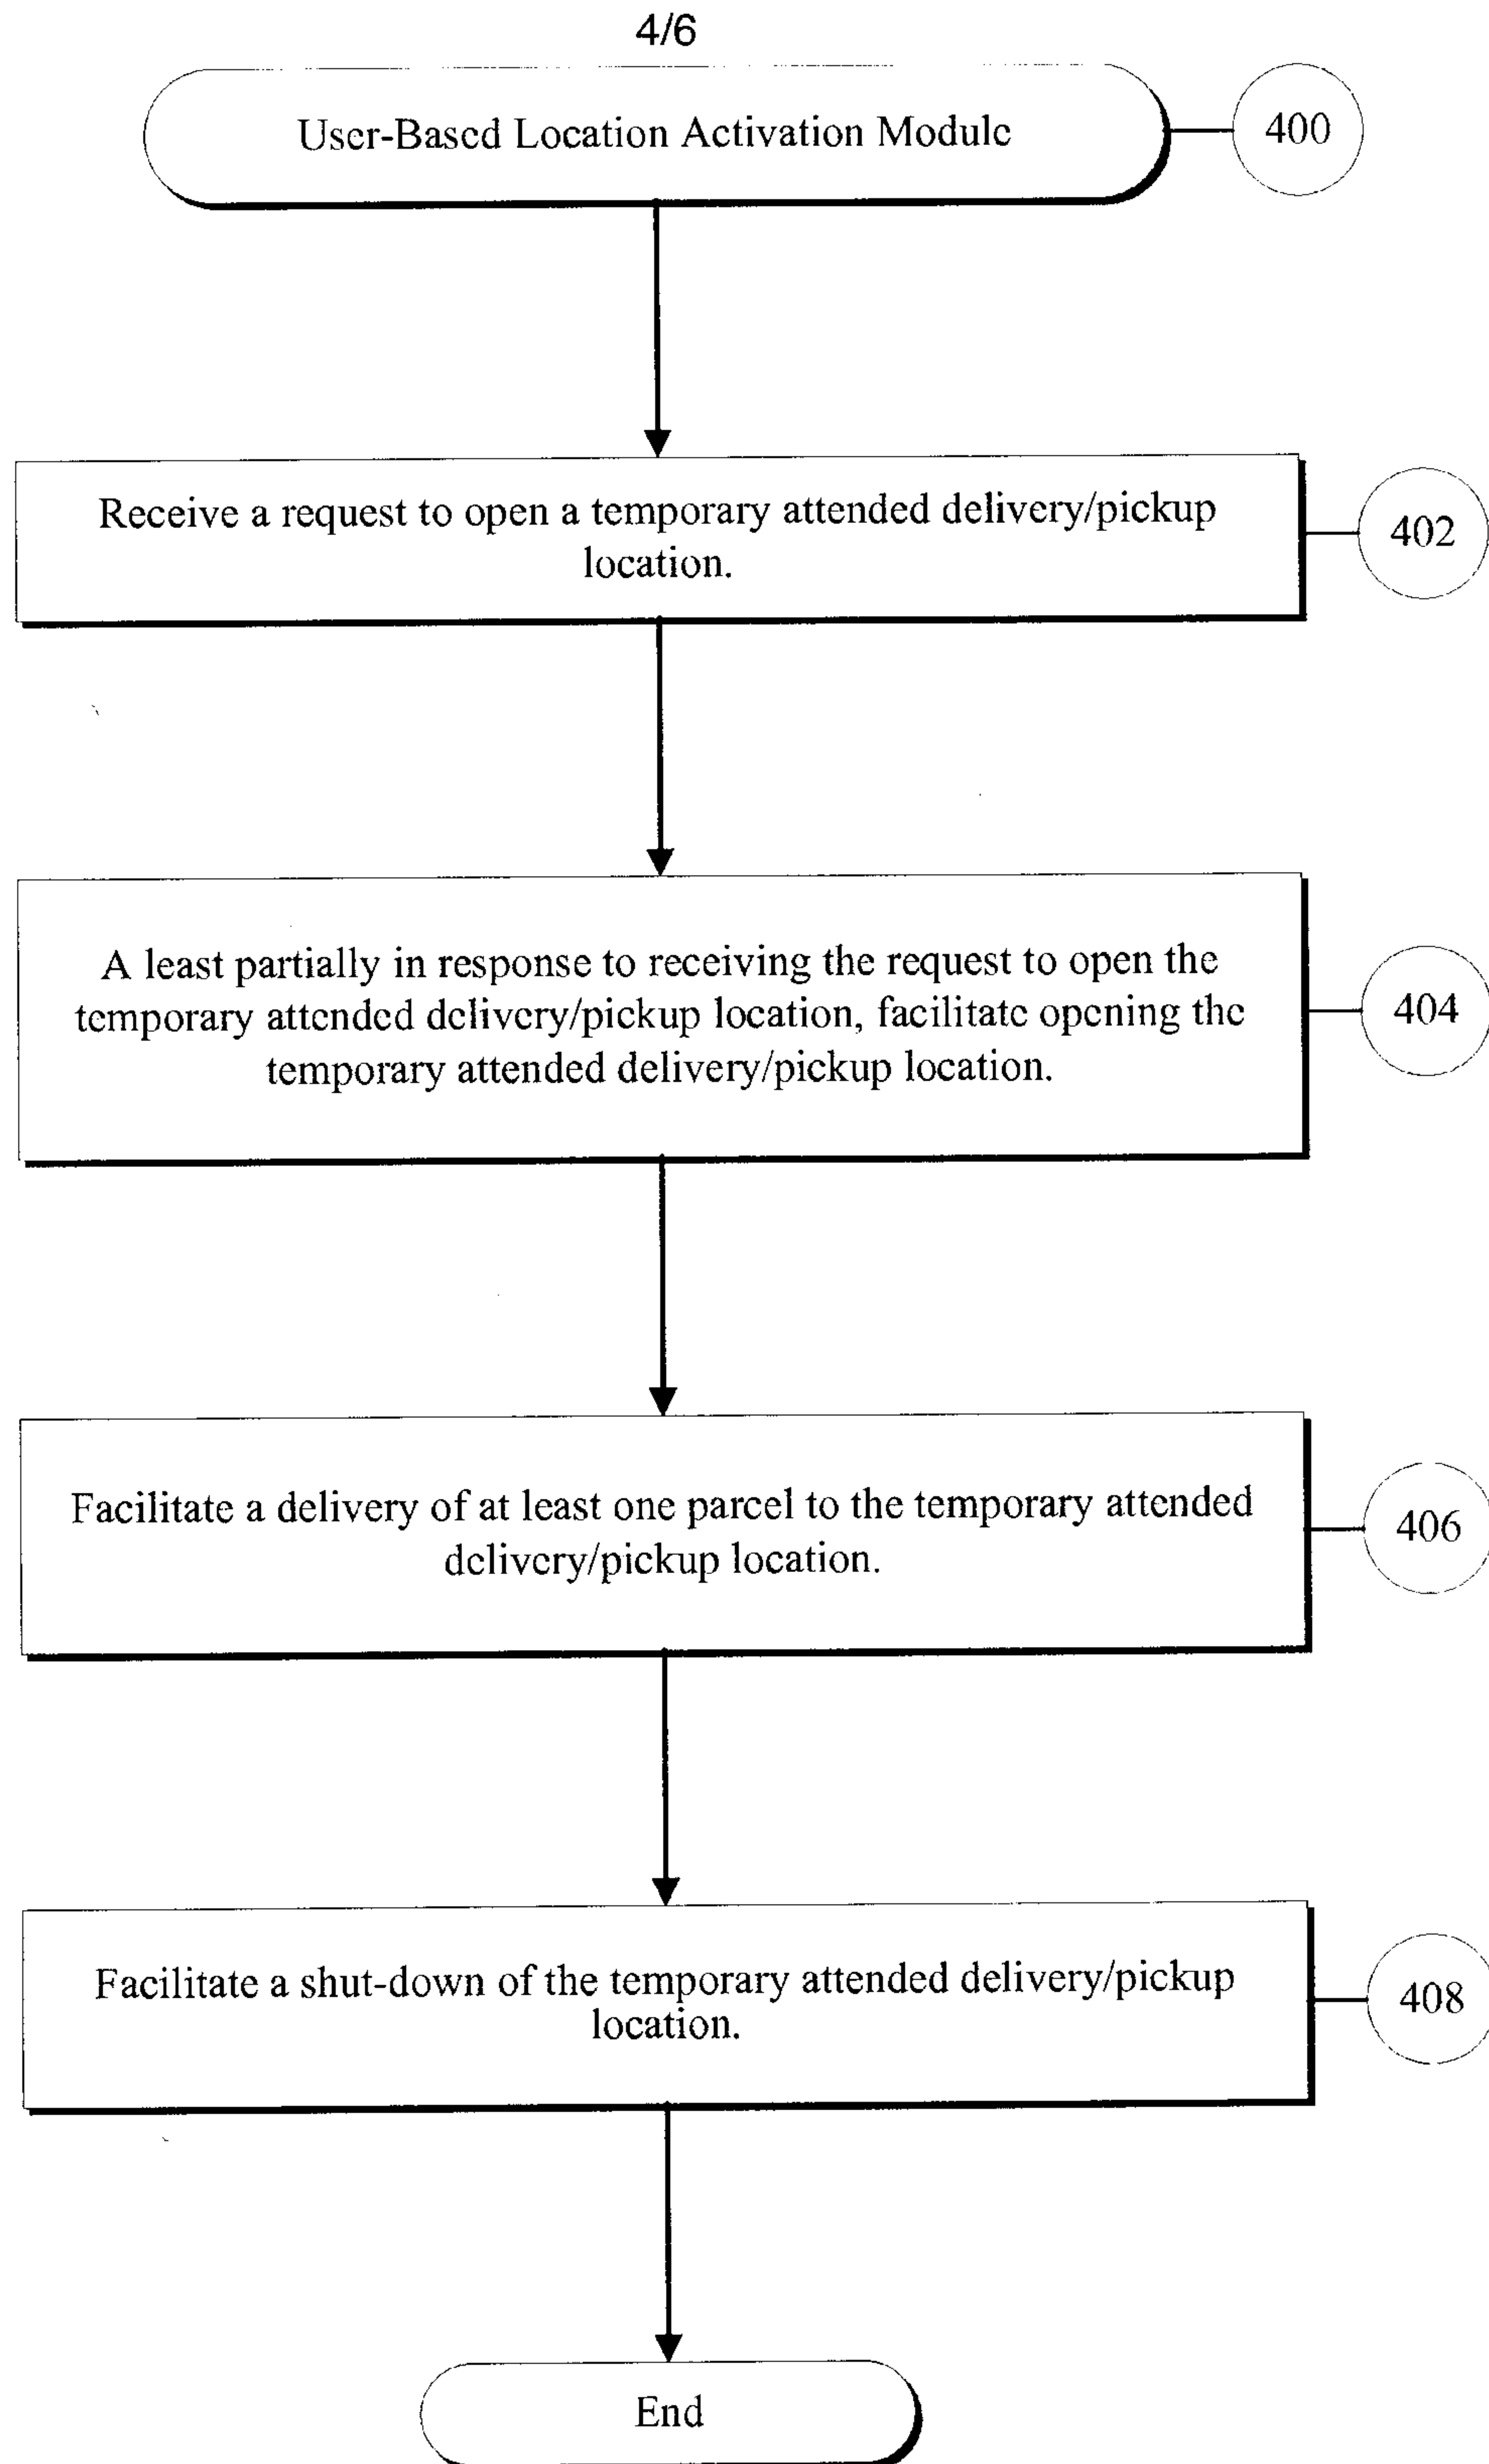 4/6
User-Based Location Activation Module
400
Receive a request to open a temporary attended delivery/pickup
location.
402
A least partially in response to receiving the request to open the
temporary attended delivery/pickup location, facilitate opening the
temporary attended delivery/pickup location.
404
Facilitate a delivery of at least one parcel to the temporary attended
delivery/pickup location.
406
Facilitate a shut-down of the temporary attended delivery/pickup
location.
408
End